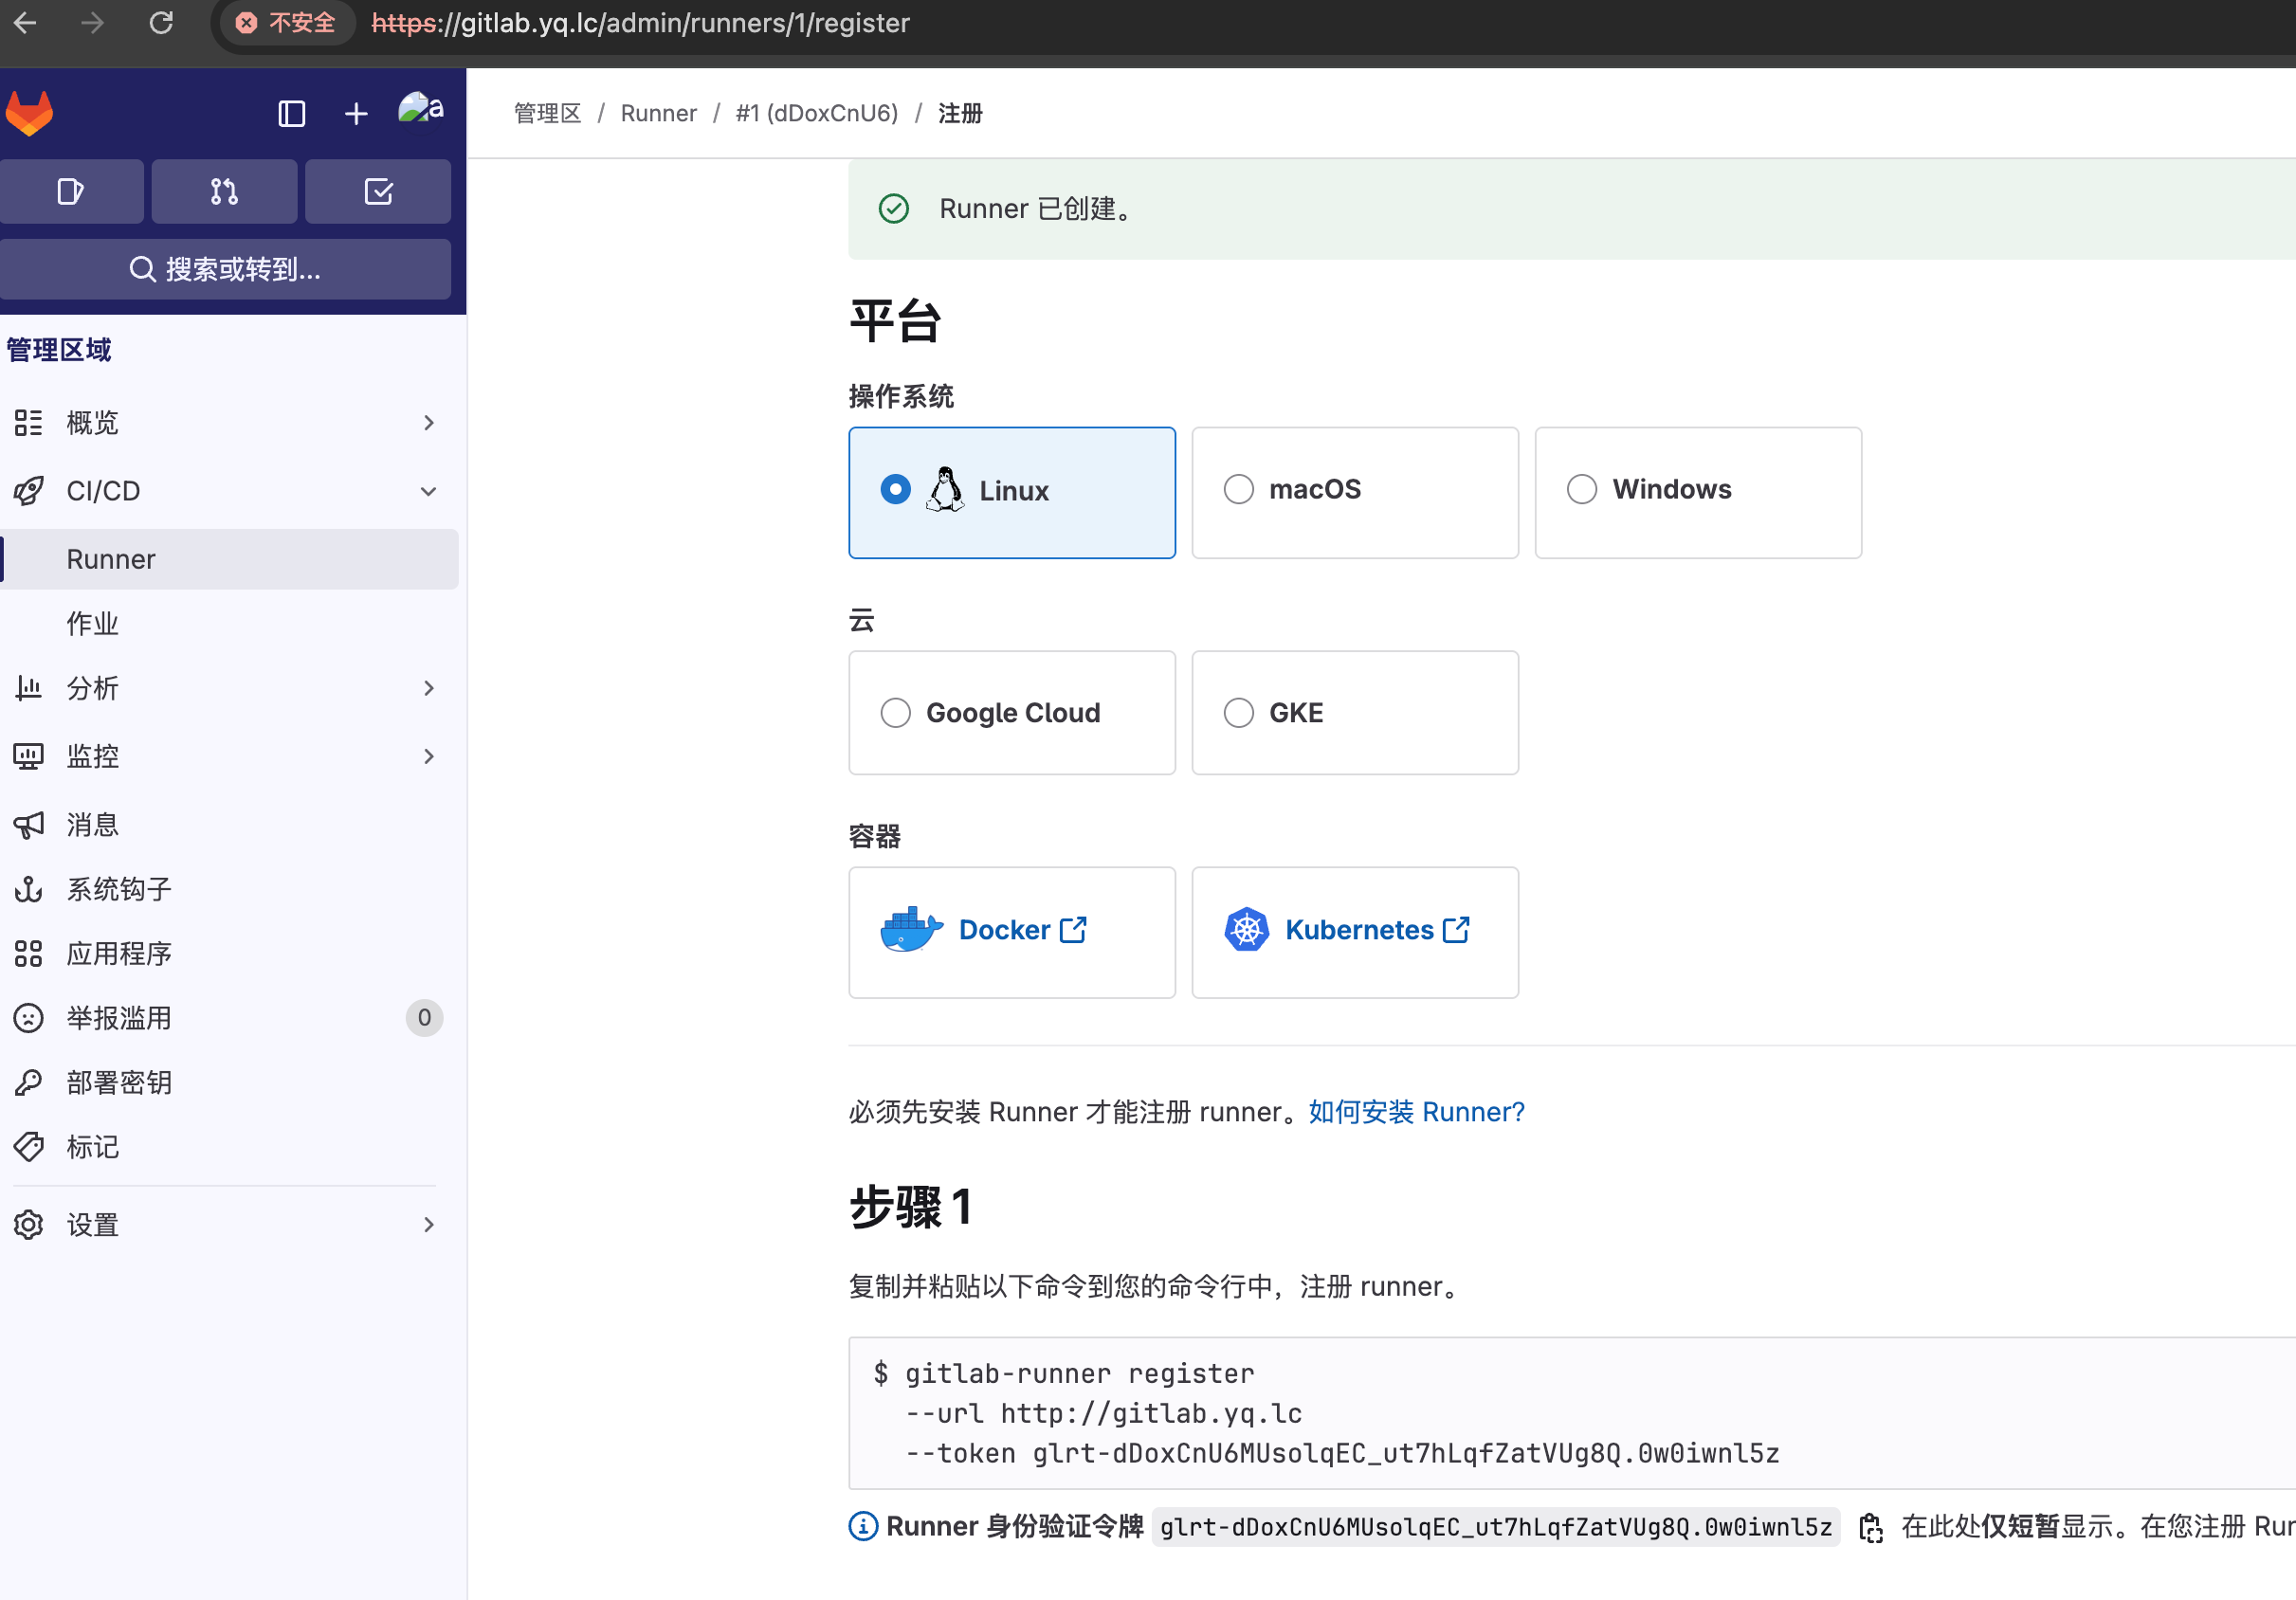 不安全 https://gitlab.yq.lc/admin/runners/1/register
a
搜索或转到...
管理区域
概览
CI/CD
Runner
作业
分析
监控
消息
系统钩子
应用程序
举报滥用 0
部署密钥
标记
设置
管理区 / Runner / #1 (dDoxCnU6) / 注册
Runner 已创建。
平台
操作系统
Linux macOS Windows
云
Google Cloud GKE
容器
Docker Kubernetes
必须先安装 Runner 才能注册 runner。如何安装 Runner?
步骤 1
复制并粘贴以下命令到您的命令行中，注册 runner。
$ gitlab-runner register
--url http://gitlab.yq.lc
--token glrt-dDoxCnU6MUsolqEC_ut7hLqfZatVUg8Q.0w0iwnl5z
Runner 身份验证令牌 glrt-dDoxCnU6MUsolqEC_ut7hLqfZatVUg8Q.0w0iwnl5z 在此处仅短暂显示。在您注册